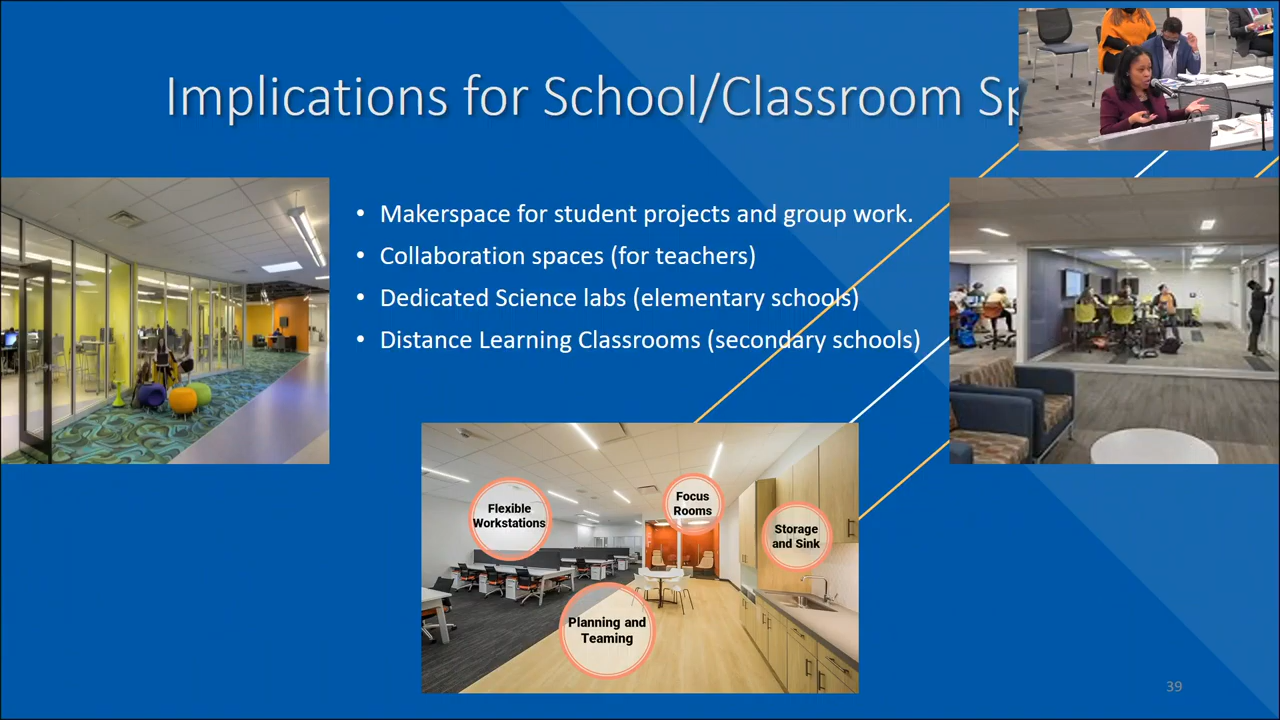 Implications for School/Classroom Sp
• Makerspace for student projects and group work.
• Collaboration spaces (for teachers)
• Dedicated Science labs (elementary schools)
• Distance Learning Classrooms (secondary schools)
Flexible
Workstations
Focus
Rooms
Storage
and Sink
Planning and
Teaming
39